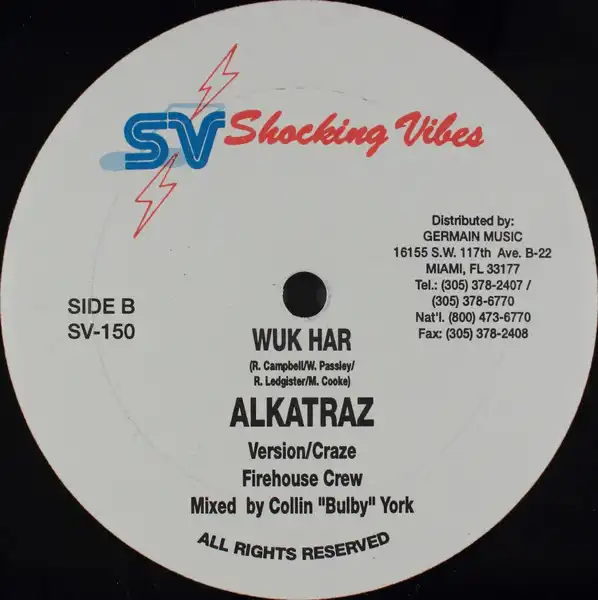 SV Shocking Vibes
Distributed by:
GERMAIN MUSIC
16155 S.W. 117th Ave. B-22
MIAMI, FL 33177
Tel.: (305) 378-2407 /
(305) 378-6770
Nat'l. (800) 473-6770
Fax: (305) 378-2408
SIDE B
SV-150
WUK HAR
(R. Campbell/W. Passley/
R. Ledgister/M. Cooke)
ALKATRAZ
Version/Craze
Firehouse Crew
Mixed by Collin "Bulby" York
ALL RIGHTS RESERVED